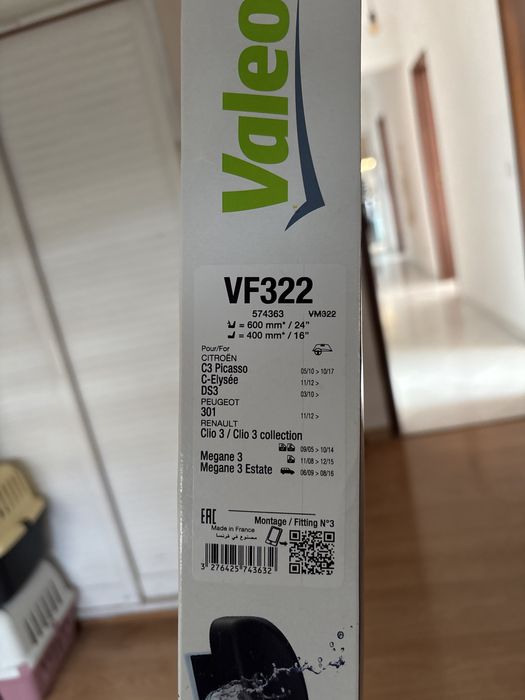 Valeo
VF322
574363 VM322
= 600 mm* / 24"
= 400 mm* / 16"
Pour/For
CITROËN
C3 Picasso 05/10 > 10/17
C-Elysée 11/12 >
DS3 03/10 >
PEUGEOT
301 11/12 >
RENAULT
Clio 3 / Clio 3 collection
09/05 > 10/14
Megane 3 11/08 > 12/15
Megane 3 Estate 06/09 > 08/16
EAC Montage / Fitting N°3
Made in France
مصنوع في فرنسا
3 276425 743632